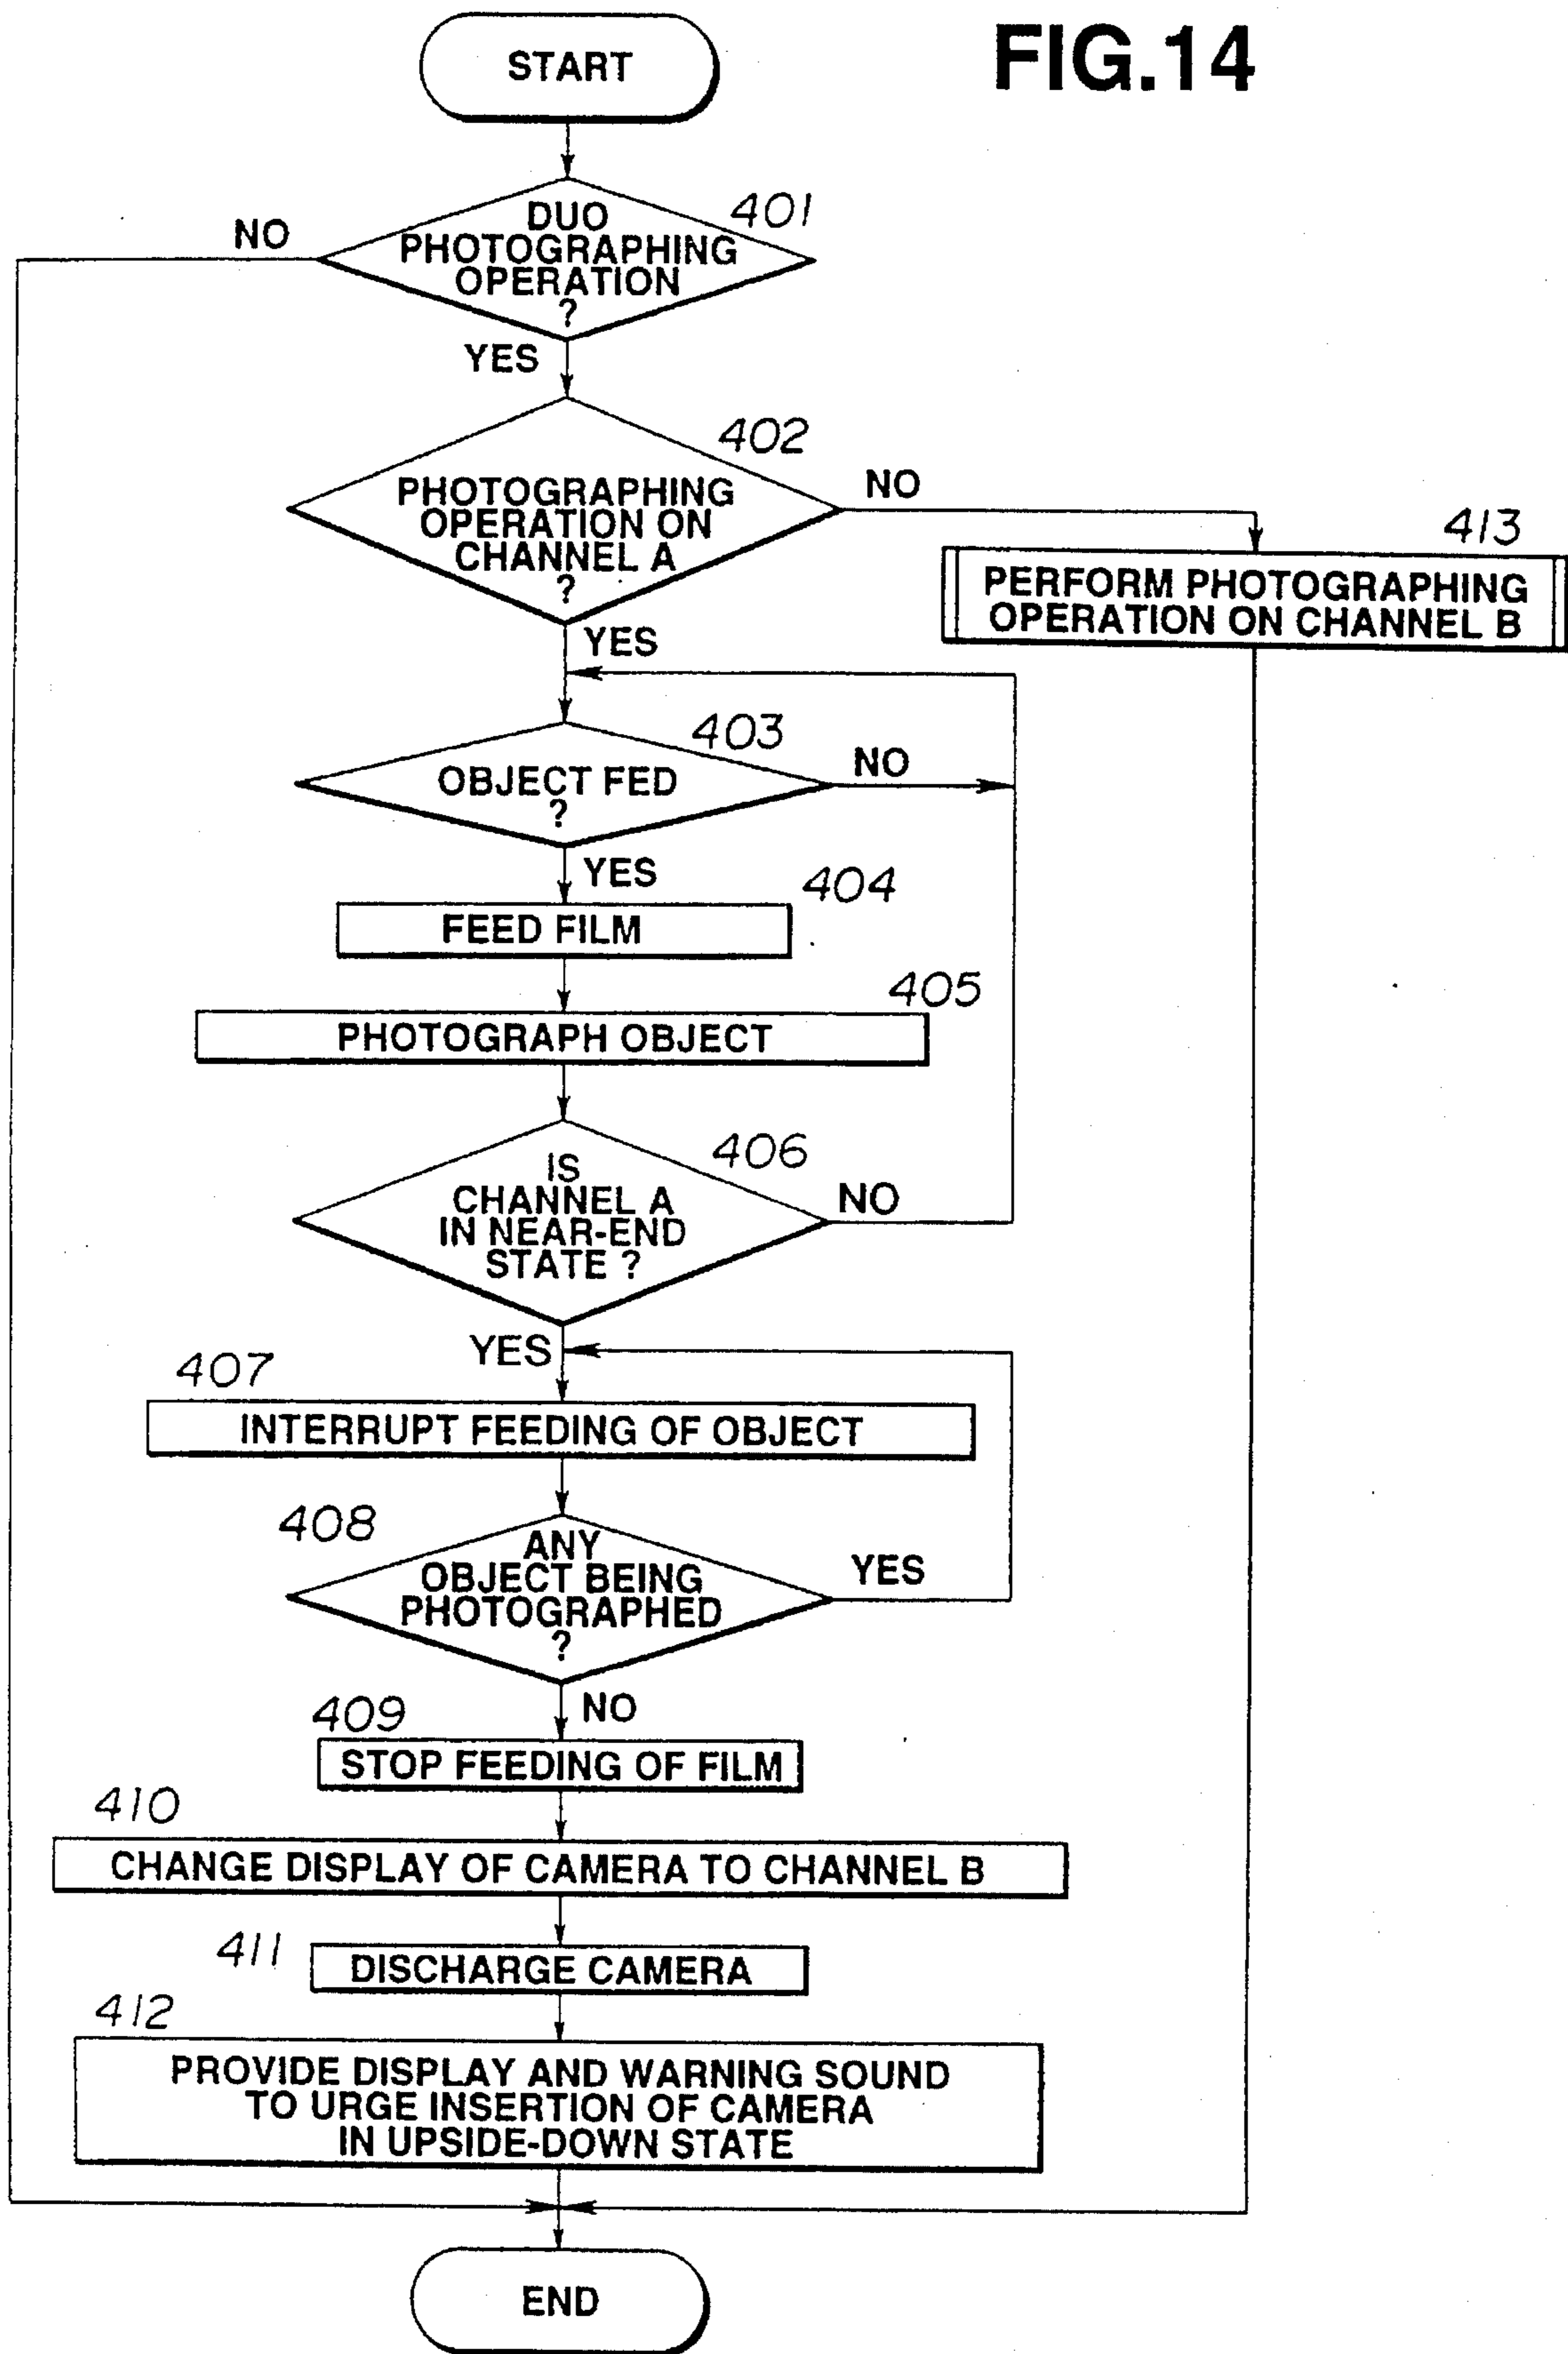 FIG.14
START
401
DUO
PHOTOGRAPHING
OPERATION
?
NO
YES
402
PHOTOGRAPHING
OPERATION ON
CHANNEL A
?
NO
413
PERFORM PHOTOGRAPHING
OPERATION ON CHANNEL B
YES
403
OBJECT FED
?
NO
YES
404
FEED FILM
405
PHOTOGRAPH OBJECT
406
IS
CHANNEL A
IN NEAR-END
STATE ?
NO
YES
407
INTERRUPT FEEDING OF OBJECT
408
ANY
OBJECT BEING
PHOTOGRAPHED
?
YES
NO
409
STOP FEEDING OF FILM
410
CHANGE DISPLAY OF CAMERA TO CHANNEL B
411
DISCHARGE CAMERA
412
PROVIDE DISPLAY AND WARNING SOUND
TO URGE INSERTION OF CAMERA
IN UPSIDE-DOWN STATE
END